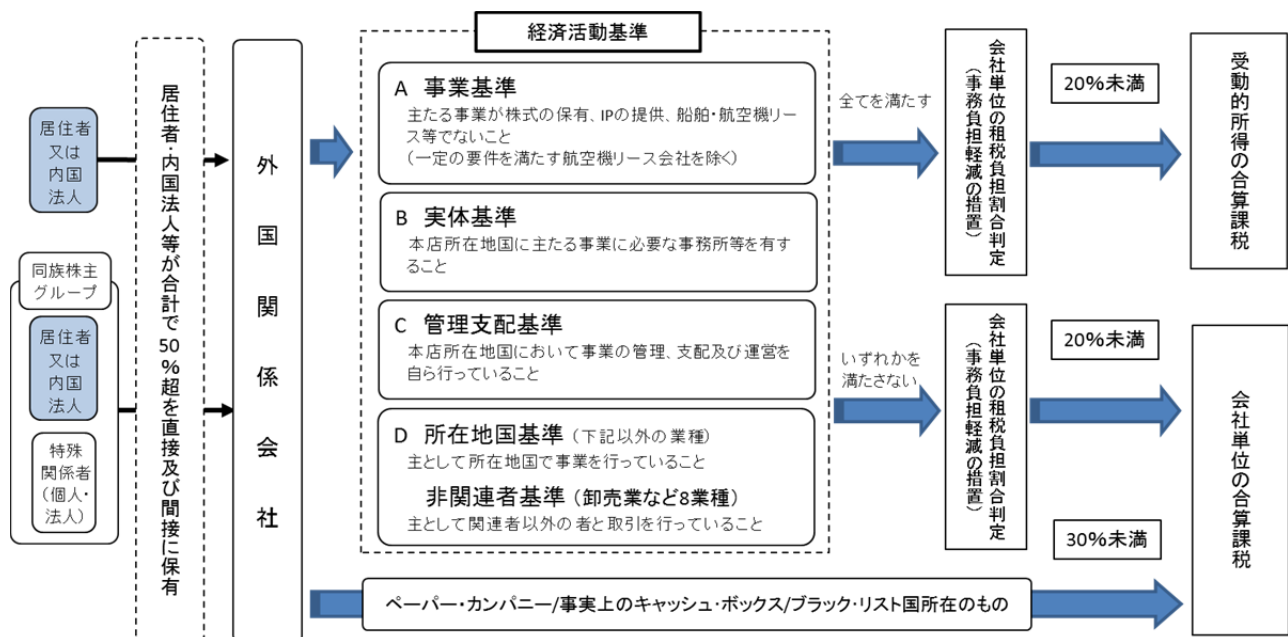 経済活動基準
居住者
又は
内国
法人
同族株主
グループ
居住者
又は
内国
法人
特殊
関係者
(個人・
法人)
居住者・内国法人等が合計で50%超を直接及び間接に保有
外国関係会社
A 事業基準
主たる事業が株式の保有、IPの提供、船舶・航空機リー
ス等でないこと
(一定の要件を満たす航空機リース会社を除く)
B 実体基準
本店所在地国に主たる事業に必要な事務所等を有す
ること
C 管理支配基準
本店所在地国において事業の管理、支配及び運営を
自ら行っていること
D 所在地国基準 (下記以外の業種)
主として所在地国で事業を行っていること
非関連者基準 (卸売業など8業種)
主として関連者以外の者と取引を行っていること
全てを満たす
会社単位の租税負担割合判定
(事務負担軽減の措置)
20%未満
受動的所得の合算課税
いずれかを
満たさない
会社単位の租税負担割合判定
(事務負担軽減の措置)
20%未満
30%未満
会社単位の合算課税
ペーパー・カンパニー/事実上のキャッシュ・ボックス/ブラック・リスト国所在のもの